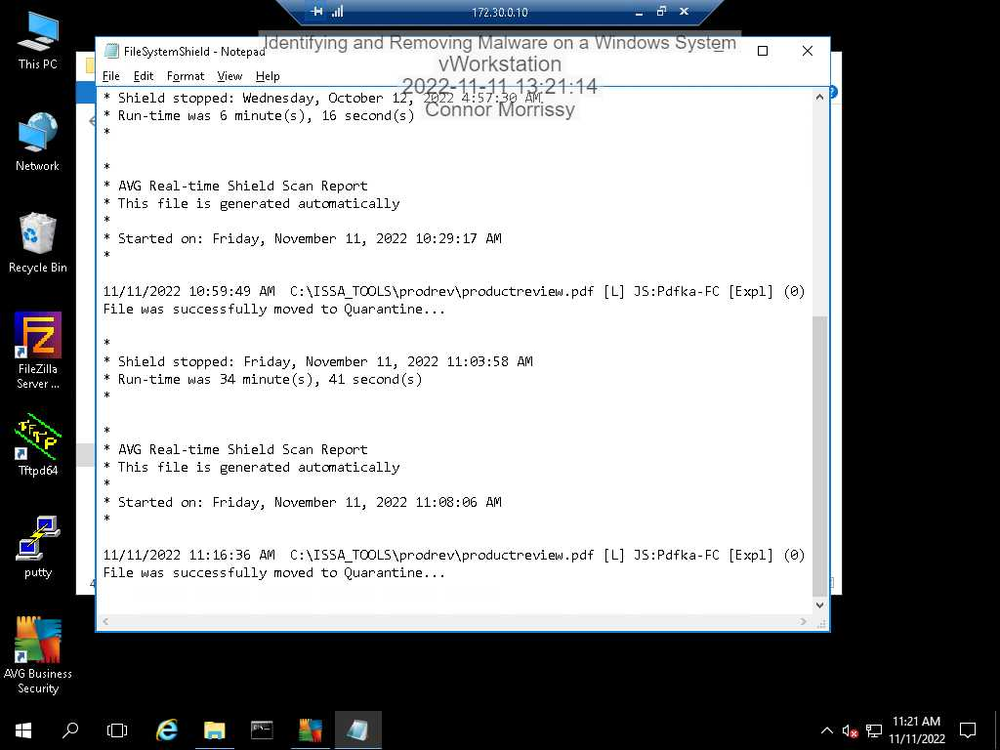 172.30.0.10
Identifying and Removing Malware on a Windows System
vWorkstation
2022-11-11 13:21:14
Connor Morrissy
This PC
Network
Recycle Bin
FileZilla
Server ...
Tftpd64
putty
AVG Business
Security
FileSystemShield - Notepad
File Edit Format View Help
* Shield stopped: Wednesday, October 12, 2022 4:57:30 AM
* Run-time was 6 minute(s), 16 second(s)
*
*
* AVG Real-time Shield Scan Report
* This file is generated automatically
*
* Started on: Friday, November 11, 2022 10:29:17 AM
*
11/11/2022 10:59:49 AM C:\ISSA_TOOLS\prodrev\productreview.pdf [L] JS:Pdfka-FC [Expl] (0)
File was successfully moved to Quarantine...
*
* Shield stopped: Friday, November 11, 2022 11:03:58 AM
* Run-time was 34 minute(s), 41 second(s)
*
*
* AVG Real-time Shield Scan Report
* This file is generated automatically
*
* Started on: Friday, November 11, 2022 11:08:06 AM
*
11/11/2022 11:16:36 AM C:\ISSA_TOOLS\prodrev\productreview.pdf [L] JS:Pdfka-FC [Expl] (0)
File was successfully moved to Quarantine...
11:21 AM
11/11/2022